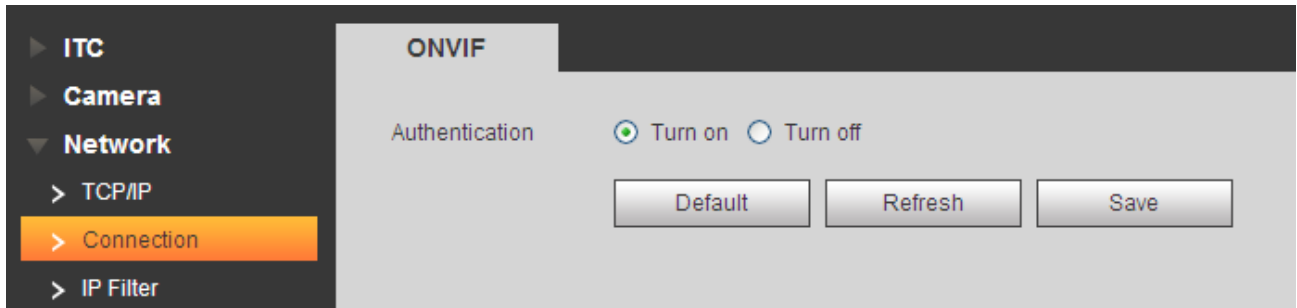 ITC
Camera
Network
TCP/IP
Connection
IP Filter
ONVIF
Authentication Turn on Turn off
Default Refresh Save